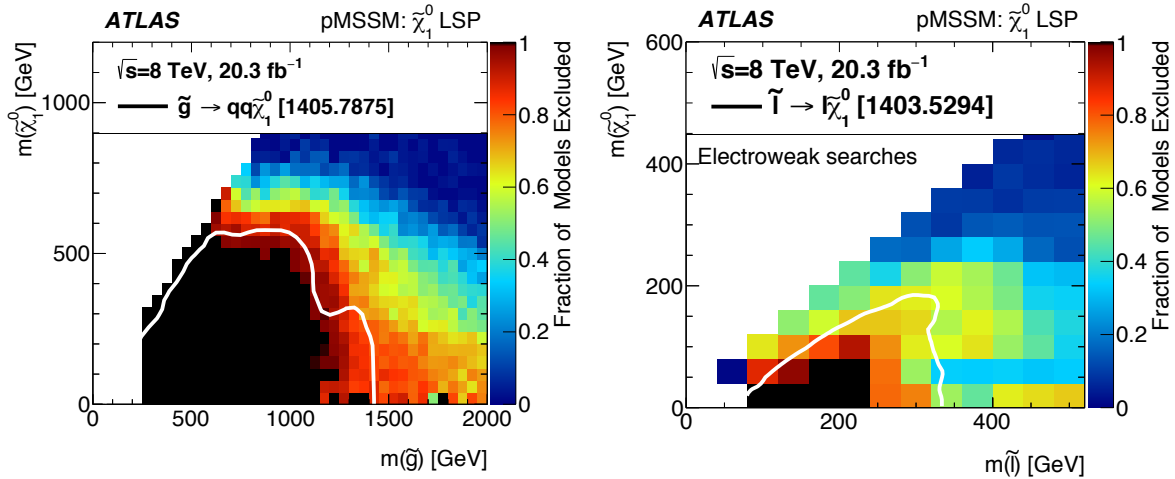 ATLAS pMSSM: χ̃₁⁰ LSP
√s=8 TeV, 20.3 fb⁻¹
g̃ → qqχ̃₁⁰ [1405.7875]
m(χ̃₁⁰) [GeV]
1000
500
0
0 500 1000 1500 2000
m(g̃) [GeV]
1
0.8
0.6
0.4
0.2
0
Fraction of Models Excluded
ATLAS pMSSM: χ̃₁⁰ LSP
√s=8 TeV, 20.3 fb⁻¹
l̃ → lχ̃₁⁰ [1403.5294]
Electroweak searches
m(χ̃₁⁰) [GeV]
600
400
200
0
0 200 400
m(l̃) [GeV]
1
0.8
0.6
0.4
0.2
0
Fraction of Models Excluded